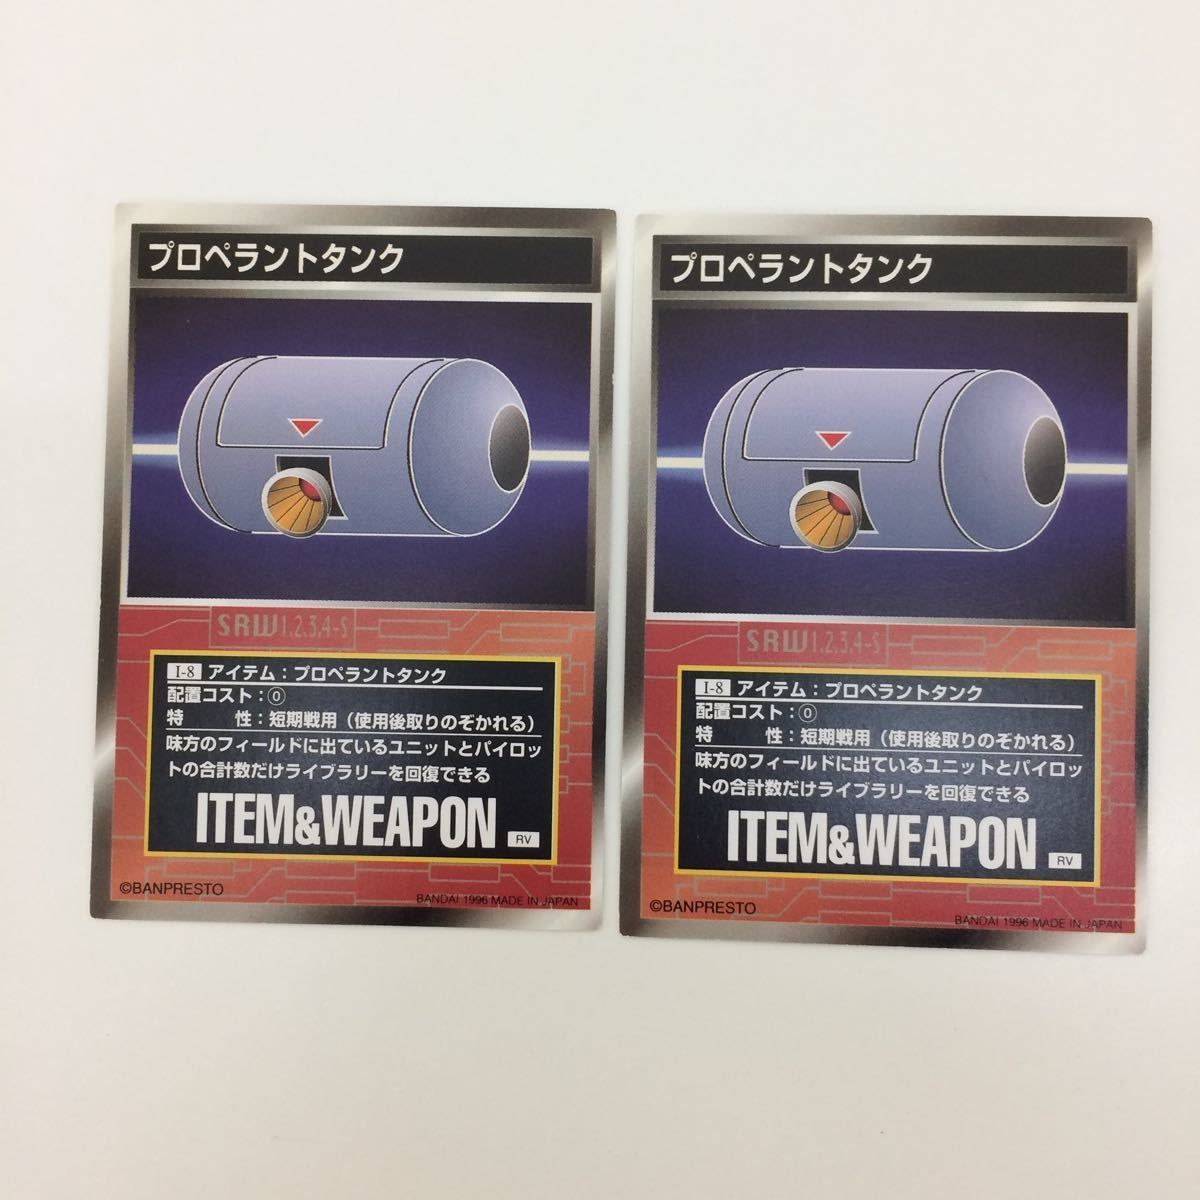 プロペラントタンク
SRW1.2.3.4-S
I-8 アイテム：プロペラントタンク
配置コスト：⓪
特　　性：短期戦用（使用後取りのぞかれる）
味方のフィールドに出ているユニットとパイロッ
トの合計数だけライブラリーを回復できる
ITEM&WEAPON RV
©BANPRESTO
BANDAI 1996 MADE IN JAPAN
プロペラントタンク
SRW1.2.3.4-S
I-8 アイテム：プロペラントタンク
配置コスト：⓪
特　　性：短期戦用（使用後取りのぞかれる）
味方のフィールドに出ているユニットとパイロッ
トの合計数だけライブラリーを回復できる
ITEM&WEAPON RV
©BANPRESTO
BANDAI 1996 MADE IN JAPAN